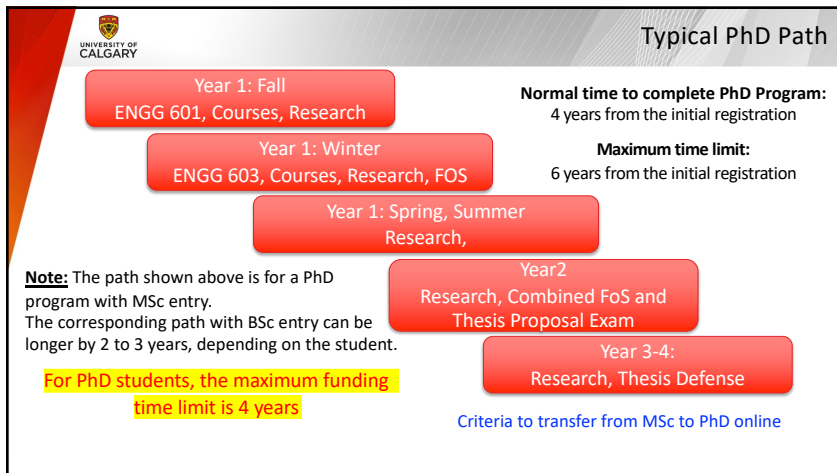 UNIVERSITY OF
CALGARY
Typical PhD Path
Year 1: Fall
ENGG 601, Courses, Research
Normal time to complete PhD Program:
4 years from the initial registration
Maximum time limit:
6 years from the initial registration
Year 1: Winter
ENGG 603, Courses, Research, FOS
Year 1: Spring, Summer
Research,
Year2
Research, Combined FoS and
Thesis Proposal Exam
Year 3-4:
Research, Thesis Defense
Note: The path shown above is for a PhD
program with MSc entry.
The corresponding path with BSc entry can be
longer by 2 to 3 years, depending on the student.
For PhD students, the maximum funding
time limit is 4 years
Criteria to transfer from MSc to PhD online